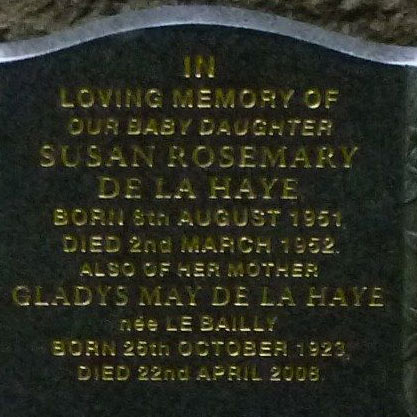 IN
LOVING MEMORY OF
OUR BABY DAUGHTER
SUSAN ROSEMARY
DE LA HAYE
BORN 8th AUGUST 1951,
DIED 2nd MARCH 1952.
ALSO OF HER MOTHER
GLADYS MAY DE LA HAYE
née LE BAILLY
BORN 25th OCTOBER 1923,
DIED 22nd APRIL 2008.